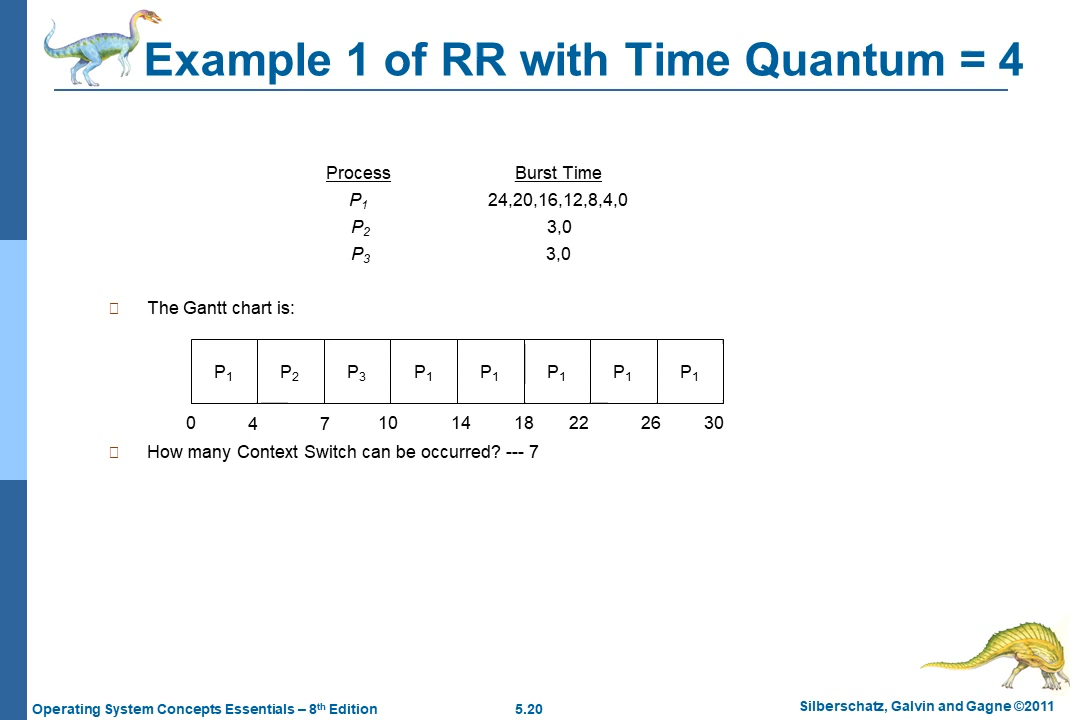 Example 1 of RR with Time Quantum = 4
Process Burst Time
P1 24,20,16,12,8,4,0
P2 3,0
P3 3,0
The Gantt chart is:
P1 P2 P3 P1 P1 P1 P1 P1
0 4 7 10 14 18 22 26 30
How many Context Switch can be occurred? --- 7
Operating System Concepts Essentials – 8th Edition 5.20 Silberschatz, Galvin and Gagne ©2011